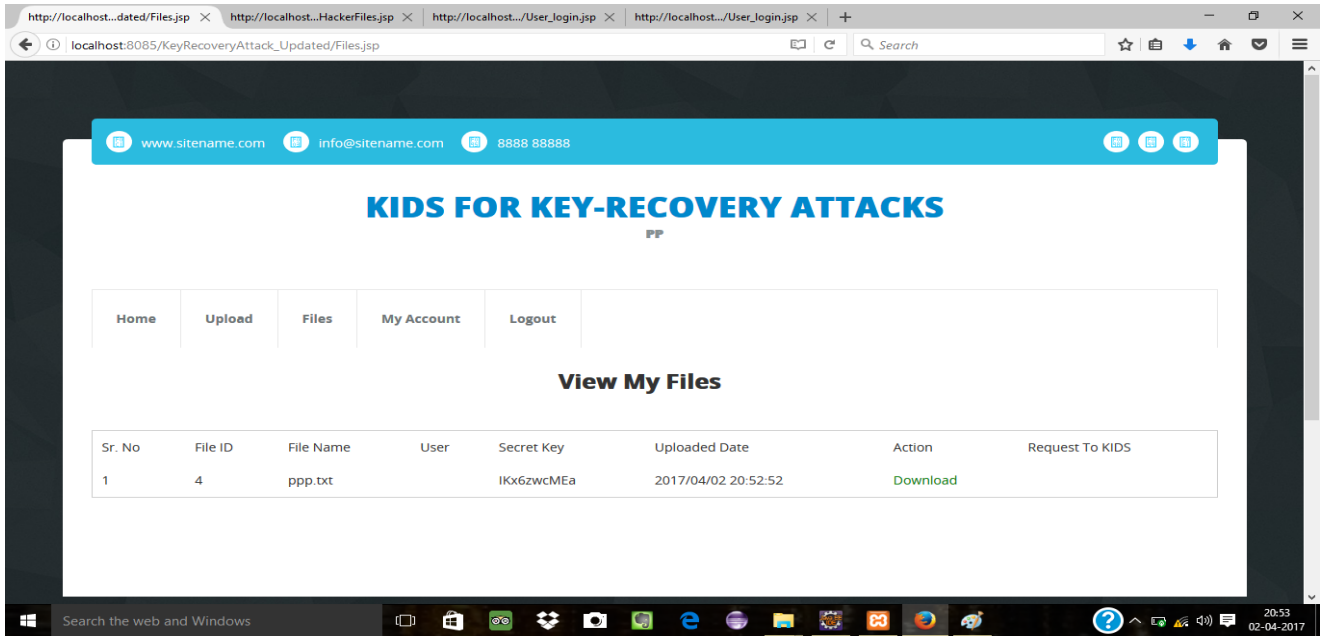 http://localhost...dated/Files.jsp
http://localhost...HackerFiles.jsp
http://localhost.../User_login.jsp
http://localhost.../User_login.jsp
localhost:8085/KeyRecoveryAttack_Updated/Files.jsp
Search
www.sitename.com info@sitename.com 8888 88888
KIDS FOR KEY-RECOVERY ATTACKS
PP
Home Upload Files My Account Logout
View My Files
Sr. No File ID File Name User Secret Key Uploaded Date Action Request To KIDS
1 4 ppp.txt IKx6zwcMEa 2017/04/02 20:52:52 Download
Search the web and Windows
20:53
02-04-2017